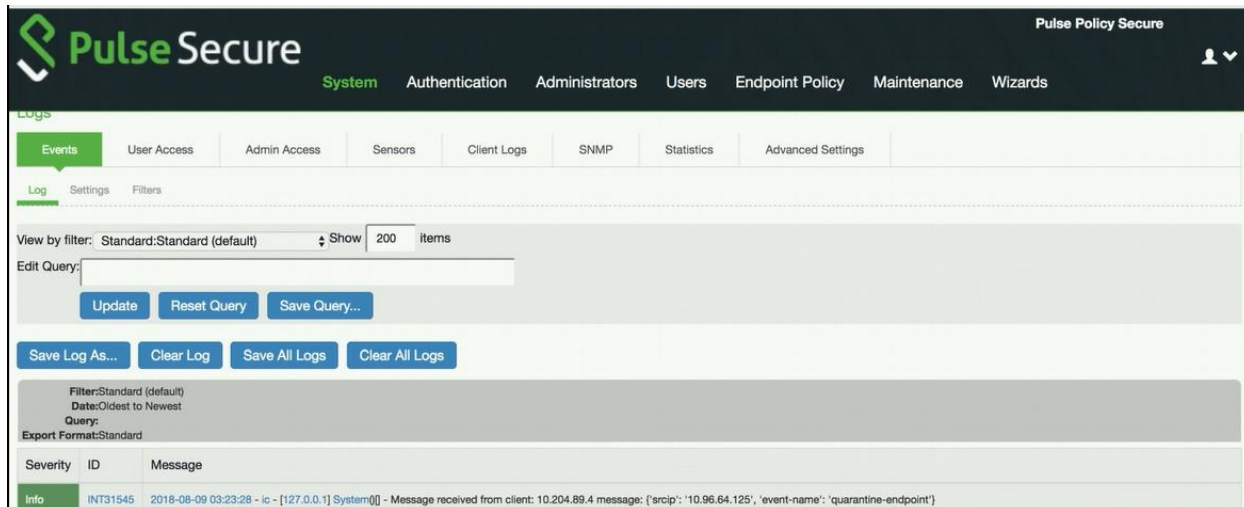 Pulse Policy Secure
Pulse Secure
System Authentication Administrators Users Endpoint Policy Maintenance Wizards
Logs
Events User Access Admin Access Sensors Client Logs SNMP Statistics Advanced Settings
Log Settings Filters
View by filter: Standard:Standard (default) Show 200 items
Edit Query:
Update Reset Query Save Query...
Save Log As... Clear Log Save All Logs Clear All Logs
Filter:Standard (default)
Date:Oldest to Newest
Query:
Export Format:Standard
Severity ID Message
Info INT31545 2018-08-09 03:23:28 - ic - [127.0.0.1] System()[] - Message received from client: 10.204.89.4 message: {'srcip': '10.96.64.125', 'event-name': 'quarantine-endpoint'}